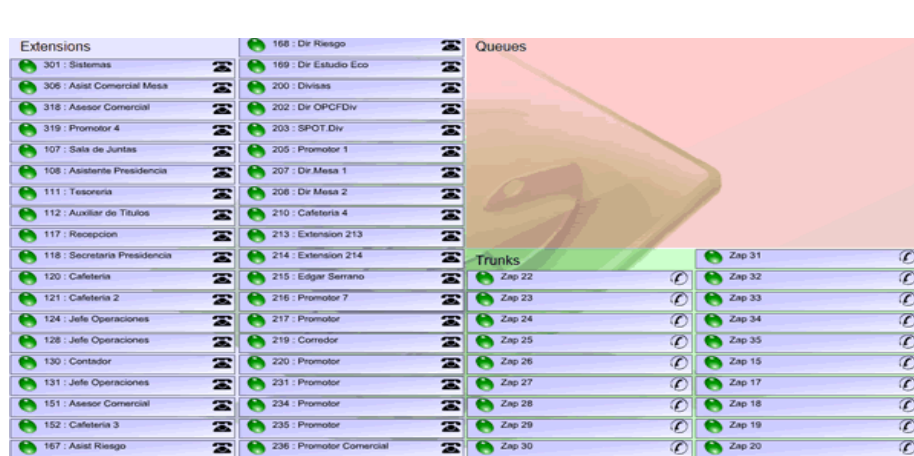 Extensions
301 : Sistemas
306 : Asist Comercial Mesa
318 : Asesor Comercial
319 : Promotor 4
107 : Sala de Juntas
108 : Asistente Presidencia
111 : Tesoreria
112 : Auxiliar de Titulos
117 : Recepcion
118 : Secretaria Presidencia
120 : Cafeteria
121 : Cafeteria 2
124 : Jefe Operaciones
128 : Jefe Operaciones
130 : Contador
131 : Jefe Operaciones
151 : Asesor Comercial
152 : Cafeteria 3
167 : Asist Riesgo
168 : Dir Riesgo
169 : Dir Estudio Eco
200 : Divisas
202 : Dir OPCFDiv
203 : SPOT.Div
205 : Promotor 1
207 : Dir.Mesa 1
208 : Dir Mesa 2
210 : Cafeteria 4
213 : Extension 213
214 : Extension 214
215 : Edgar Serrano
216 : Promotor 7
217 : Promotor
219 : Corredor
220 : Promotor
231 : Promotor
234 : Promotor
235 : Promotor
236 : Promotor Comercial
Queues
Trunks
Zap 22
Zap 23
Zap 24
Zap 25
Zap 26
Zap 27
Zap 28
Zap 29
Zap 30
Zap 31
Zap 32
Zap 33
Zap 34
Zap 35
Zap 15
Zap 17
Zap 18
Zap 19
Zap 20